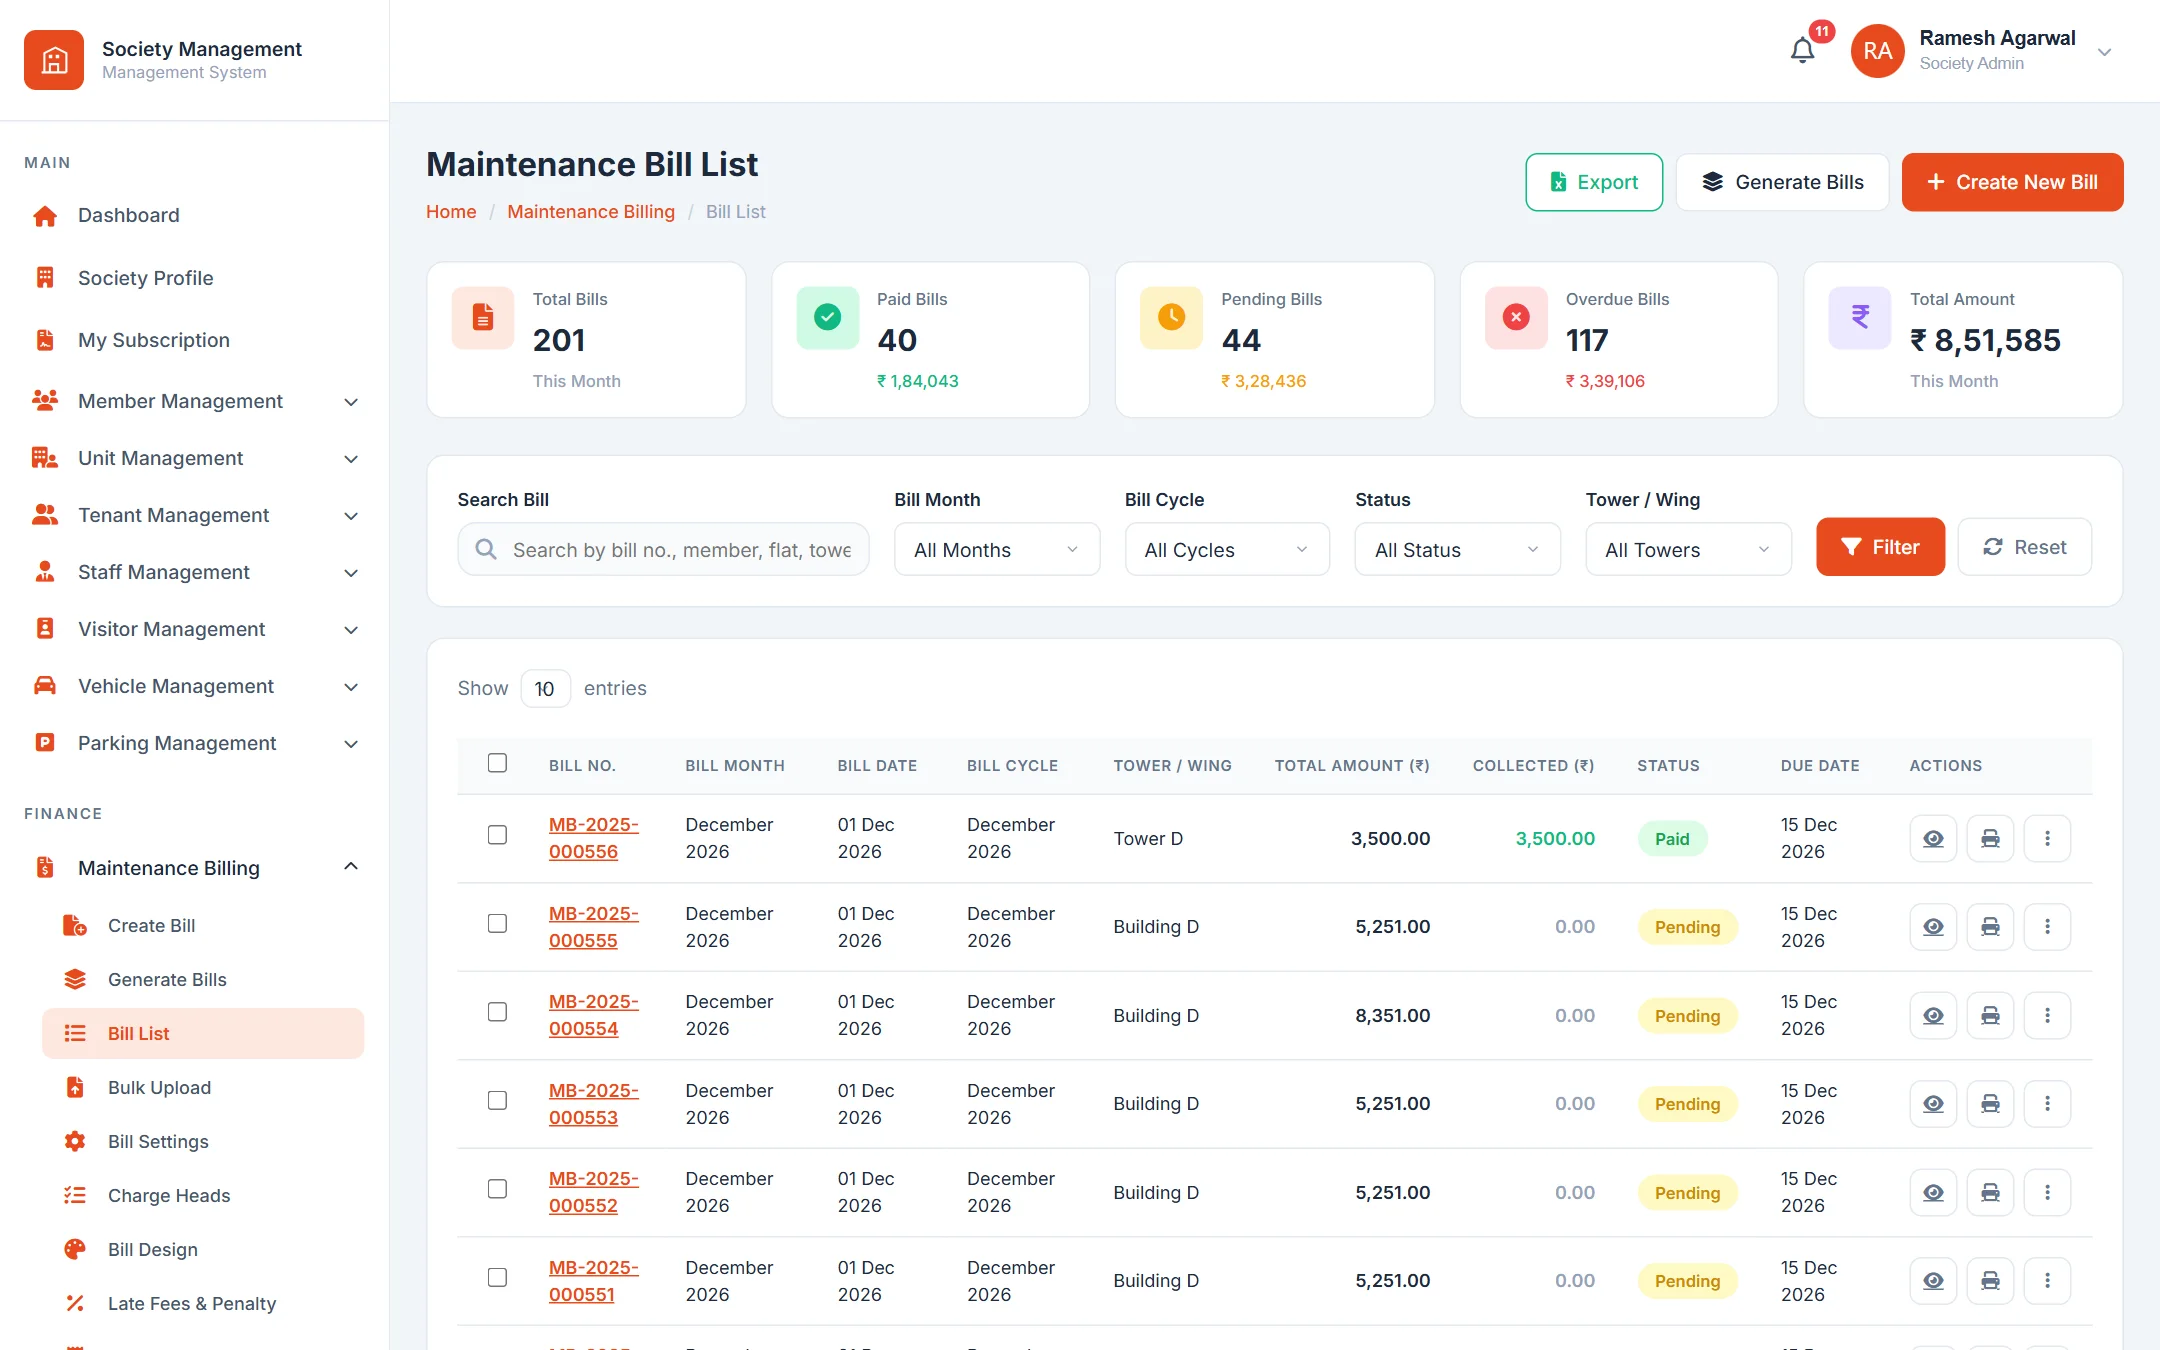 Society Management
Management System
11
RA
Ramesh Agarwal
Society Admin
MAIN
Dashboard
Society Profile
My Subscription
Member Management
Unit Management
Tenant Management
Staff Management
Visitor Management
Vehicle Management
Parking Management
FINANCE
Maintenance Billing
Create Bill
Generate Bills
Bill List
Bulk Upload
Bill Settings
Charge Heads
Bill Design
Late Fees & Penalty
Maintenance Bill List
Home / Maintenance Billing / Bill List
Export
Generate Bills
Create New Bill
Total Bills
201
This Month
Paid Bills
40
₹ 1,84,043
Pending Bills
44
₹ 3,28,436
Overdue Bills
117
₹ 3,39,106
Total Amount
₹ 8,51,585
This Month
Search Bill
Search by bill no., member, flat, towe
Bill Month
All Months
Bill Cycle
All Cycles
Status
All Status
Tower / Wing
All Towers
Filter
Reset
Show 10 entries
BILL NO. BILL MONTH BILL DATE BILL CYCLE TOWER / WING TOTAL AMOUNT (₹) COLLECTED (₹) STATUS DUE DATE ACTIONS
MB-2025-000556 December 2026 01 Dec 2026 December 2026 Tower D 3,500.00 3,500.00 Paid 15 Dec 2026
MB-2025-000555 December 2026 01 Dec 2026 December 2026 Building D 5,251.00 0.00 Pending 15 Dec 2026
MB-2025-000554 December 2026 01 Dec 2026 December 2026 Building D 8,351.00 0.00 Pending 15 Dec 2026
MB-2025-000553 December 2026 01 Dec 2026 December 2026 Building D 5,251.00 0.00 Pending 15 Dec 2026
MB-2025-000552 December 2026 01 Dec 2026 December 2026 Building D 5,251.00 0.00 Pending 15 Dec 2026
MB-2025-000551 December 2026 01 Dec 2026 December 2026 Building D 5,251.00 0.00 Pending 15 Dec 2026